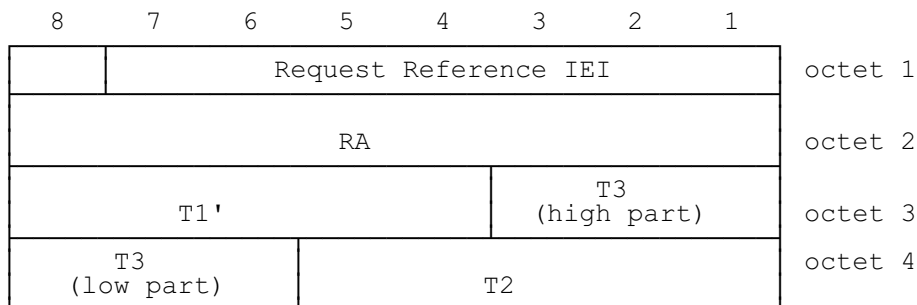 8 7 6 5 4 3 2 1
Request Reference IEI octet 1
RA octet 2
T3
T1' (high part) octet 3
T3 octet 4
(low part) T2